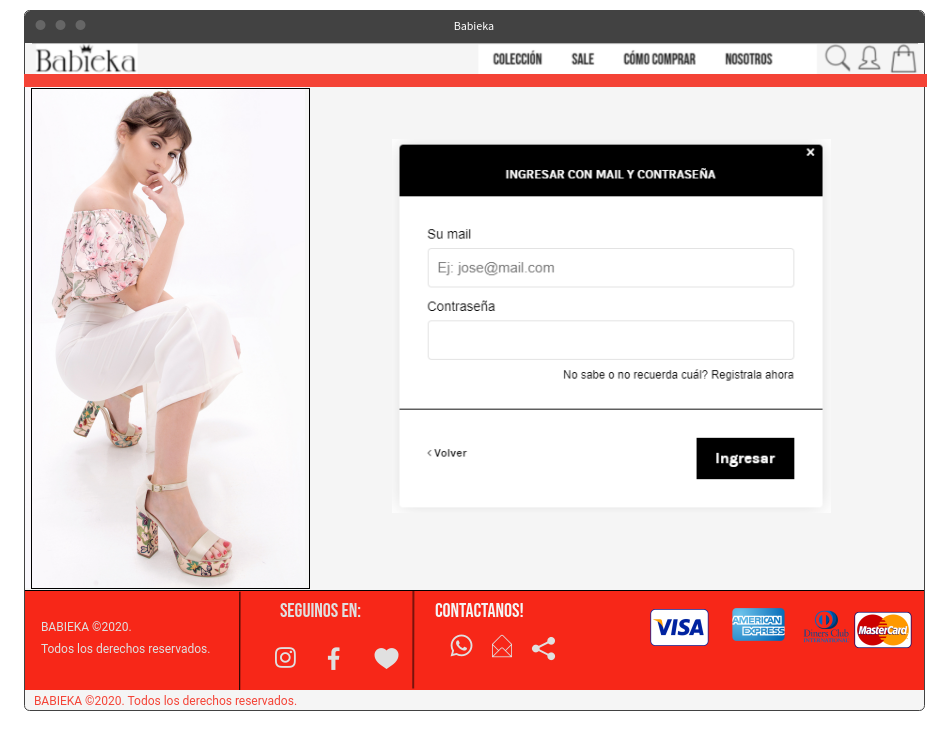 Babieka
Babieka
COLECCIÓN SALE CÓMO COMPRAR NOSOTROS
×
INGRESAR CON MAIL Y CONTRASEÑA
Su mail
Ej: jose@mail.com
Contraseña
No sabe o no recuerda cuál? Registrala ahora
‹ Volver
Ingresar
BABIEKA ©2020.
Todos los derechos reservados.
SEGUINOS EN:
CONTACTANOS!
VISA
AMERICAN
EXPRESS
Diners Club
INTERNATIONAL
MasterCard
BABIEKA ©2020. Todos los derechos reservados.